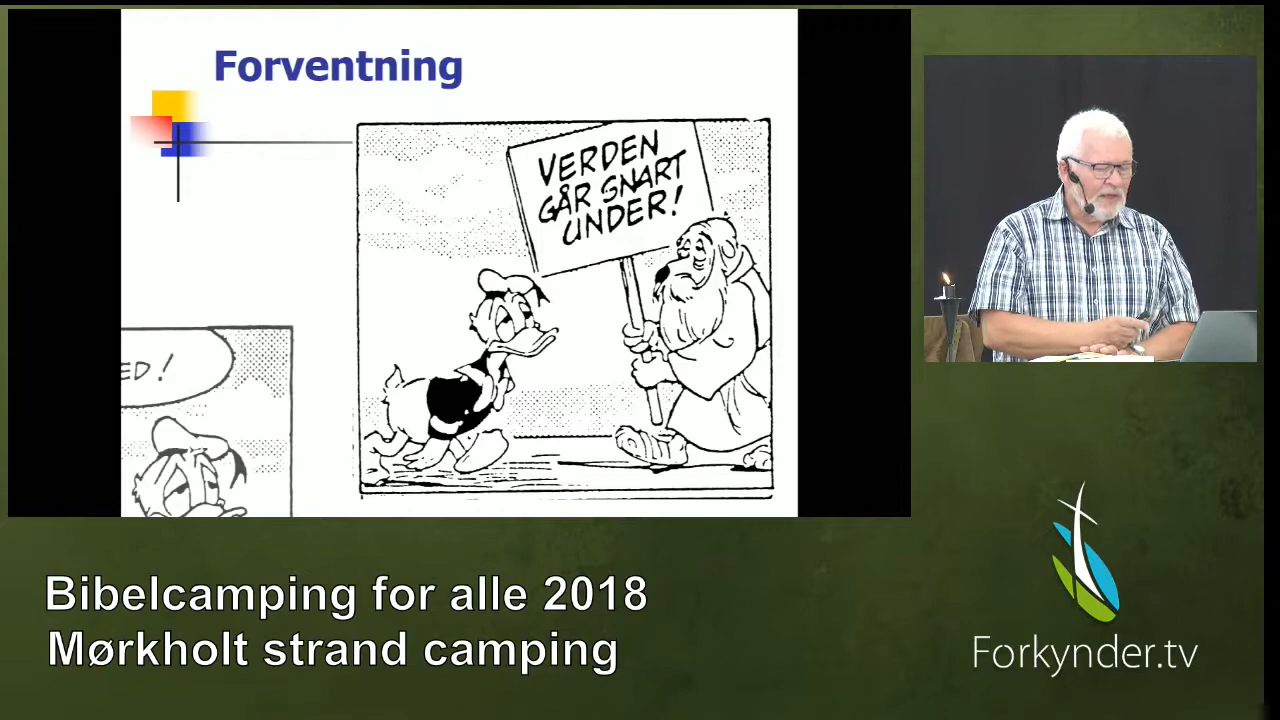 Forventning
VERDEN
GÅR SNART
UNDER!
ED!
Bibelcamping for alle 2018
Mørkholt strand camping
Forkynder.tv